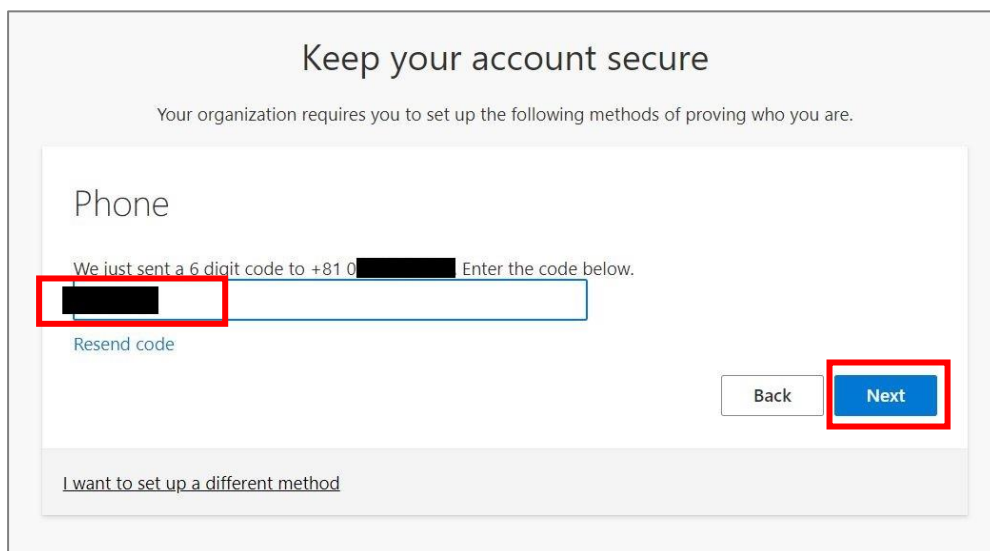 Keep your account secure
Your organization requires you to set up the following methods of proving who you are.
Phone
We just sent a 6 digit code to +81 0 Enter the code below.
Resend code
Back
Next
I want to set up a different method